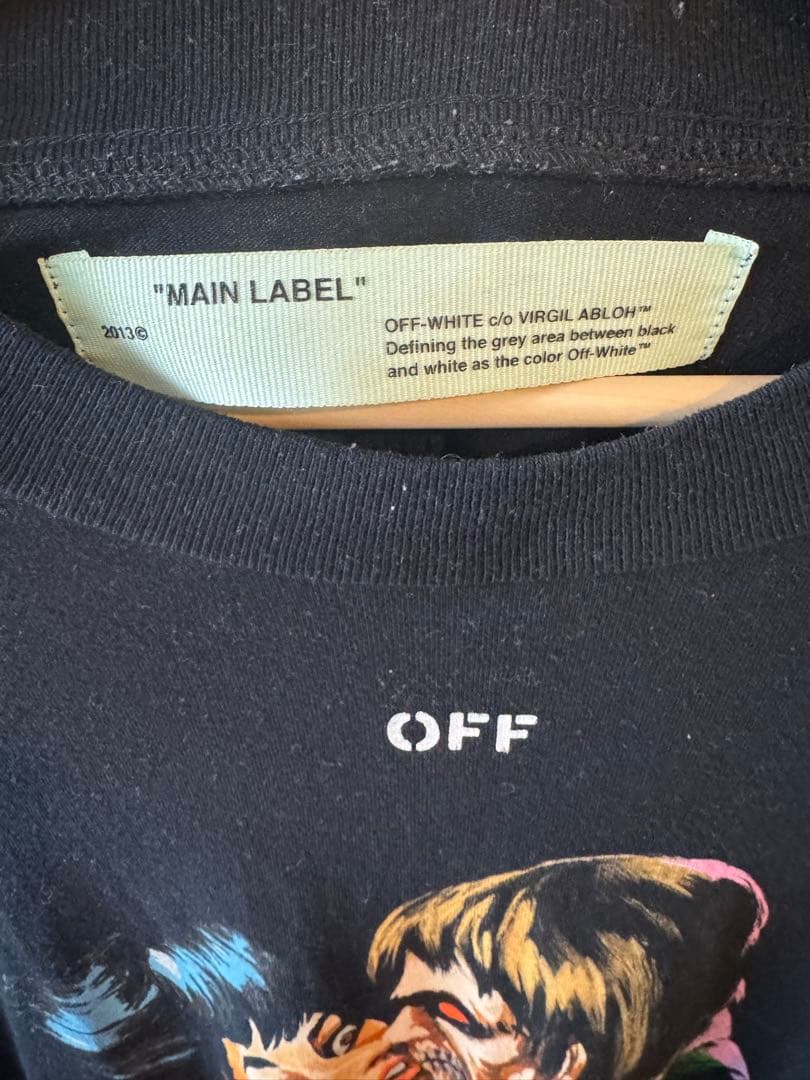 "MAIN LABEL"
2013©
OFF-WHITE c/o VIRGIL ABLOH™
Defining the grey area between black
and white as the color Off-White™
OFF